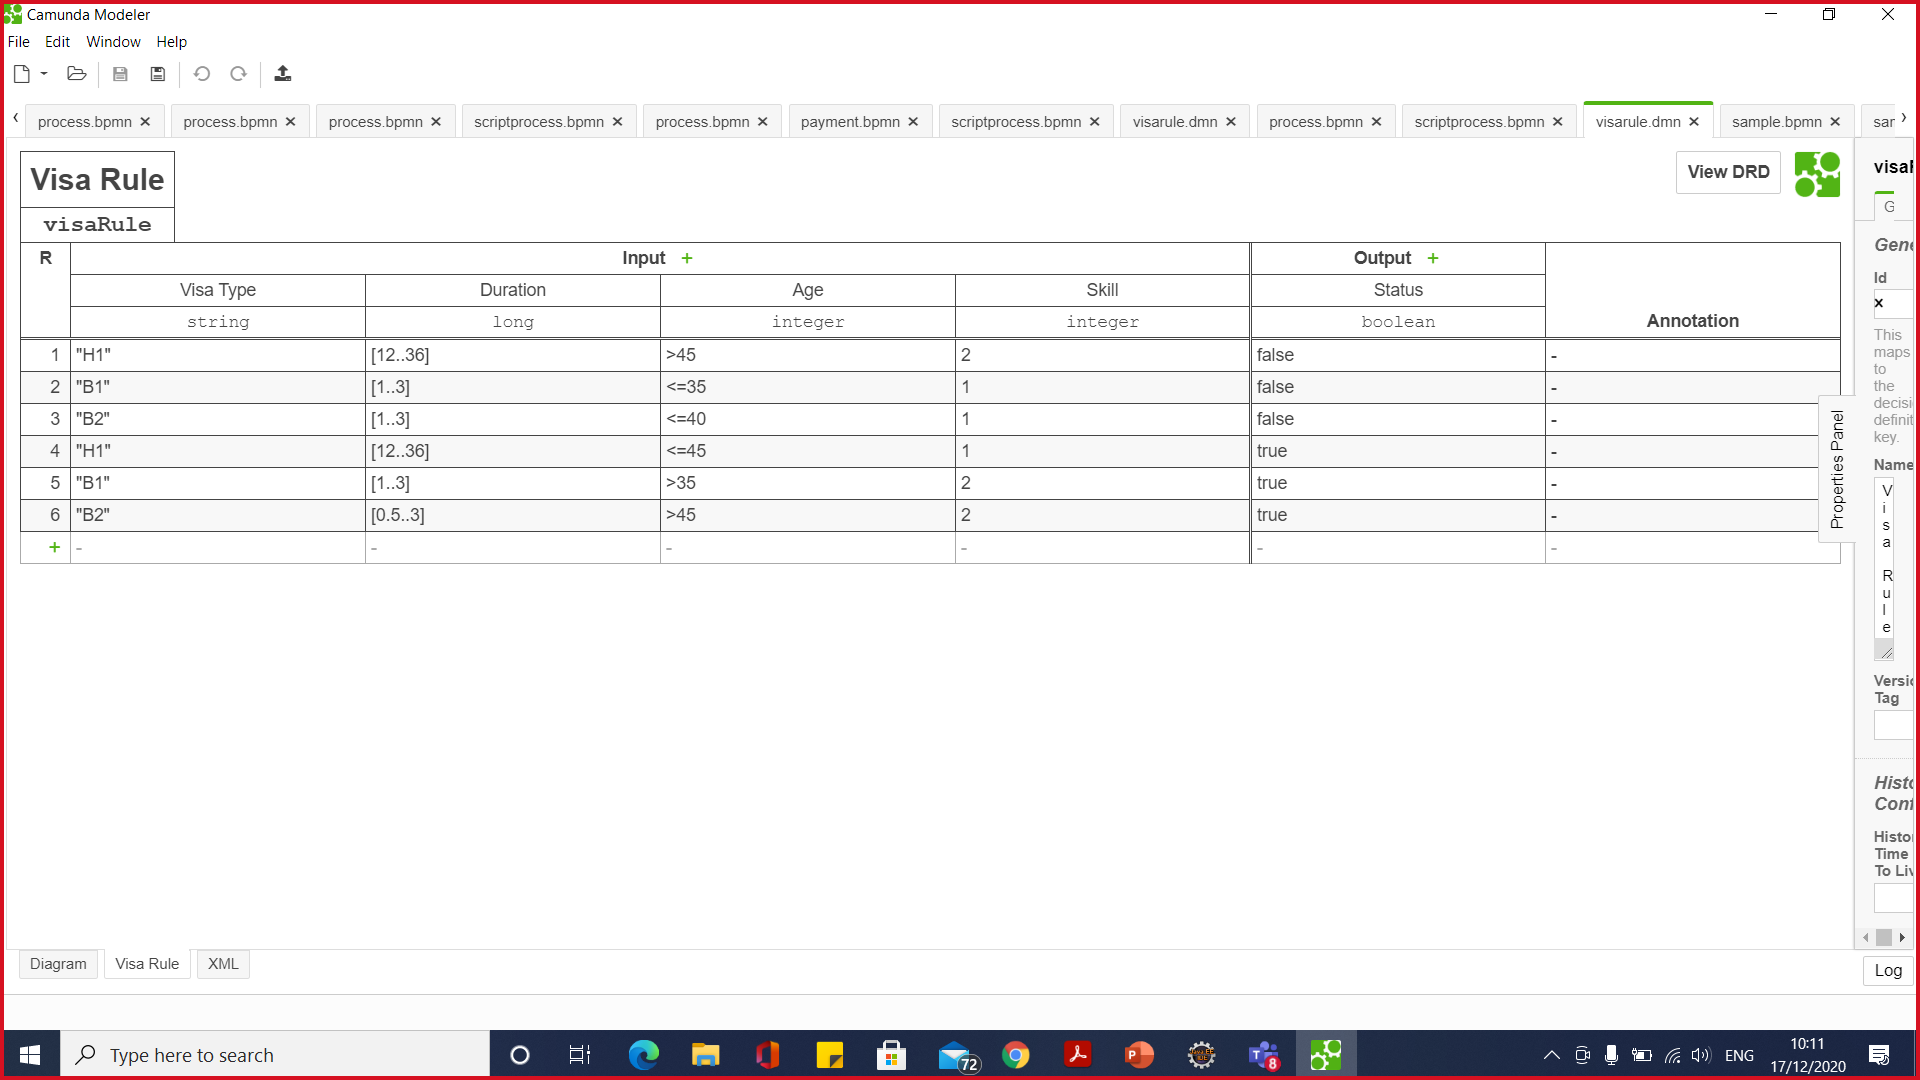 Camunda Modeler
File Edit Window Help
process.bpmn process.bpmn process.bpmn scriptprocess.bpmn process.bpmn payment.bpmn scriptprocess.bpmn visarule.dmn process.bpmn scriptprocess.bpmn visarule.dmn sample.bpmn sar
Visa Rule
visaRule
View DRD
R Input + Output + Annotation
Visa Type Duration Age Skill Status
string long integer integer boolean
1 "H1" [12..36] >45 2 false -
2 "B1" [1..3] <=35 1 false -
3 "B2" [1..3] <=40 1 false -
4 "H1" [12..36] <=45 1 true -
5 "B1" [1..3] >35 2 true -
6 "B2" [0.5..3] >45 2 true -
+ - - - - - -
Properties Panel
visaR
G
Gene
Id
x
This
maps
to
the
decisi
definit
key.
Name
V
i
s
a
R
u
l
e
Versio
Tag
Histo
Conf
Histor
Time
To Liv
Diagram Visa Rule XML
Log
Type here to search
72
8
ENG
10:11
17/12/2020